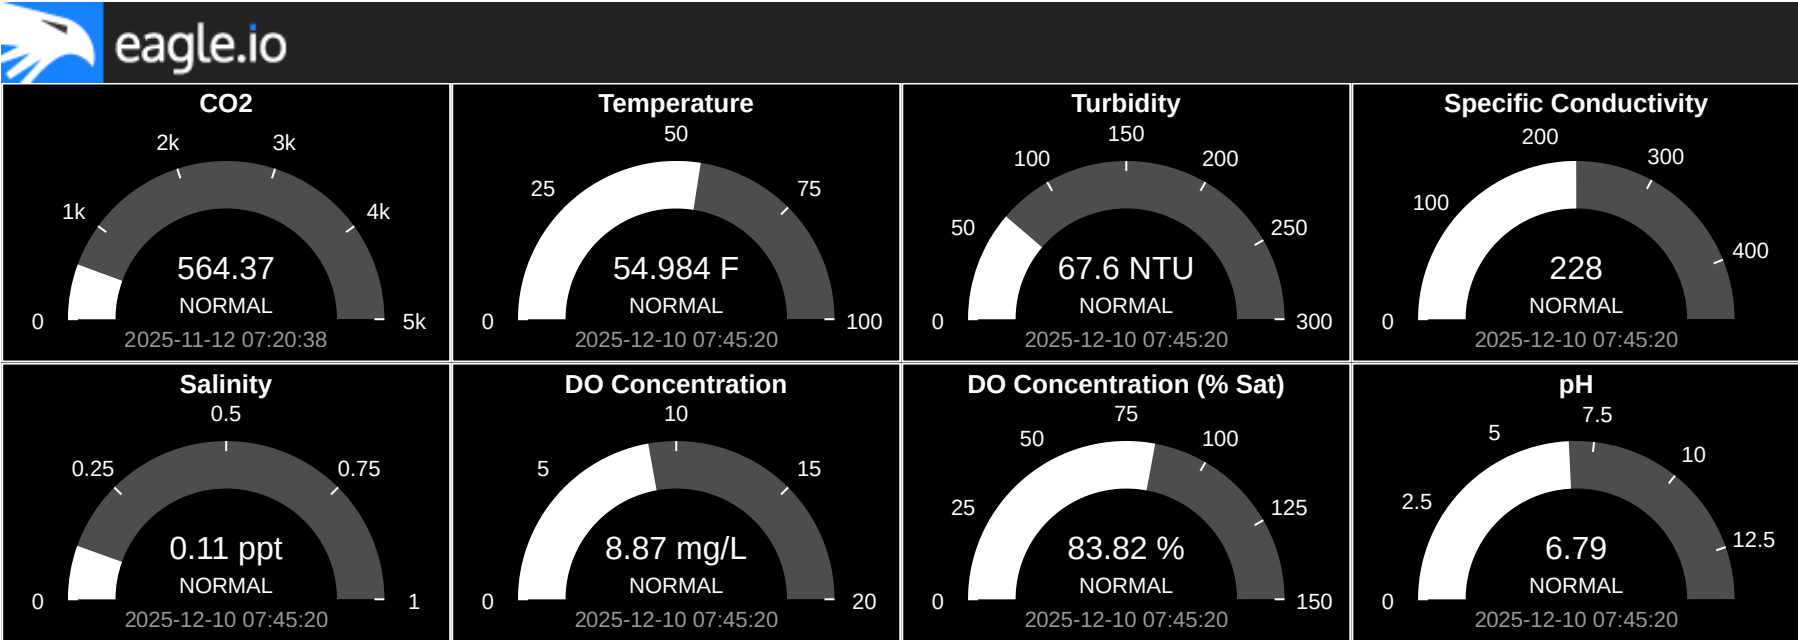 eagle.io
CO2
0
1k
2k
3k
4k
5k
564.37
NORMAL
2025-11-12 07:20:38
Temperature
0
25
50
75
100
54.984 F
NORMAL
2025-12-10 07:45:20
Turbidity
0
50
100
150
200
250
300
67.6 NTU
NORMAL
2025-12-10 07:45:20
Specific Conductivity
0
100
200
300
400
228
NORMAL
2025-12-10 07:45:20
Salinity
0
0.25
0.5
0.75
1
0.11 ppt
NORMAL
2025-12-10 07:45:20
DO Concentration
0
5
10
15
20
8.87 mg/L
NORMAL
2025-12-10 07:45:20
DO Concentration (% Sat)
0
25
50
75
100
125
150
83.82 %
NORMAL
2025-12-10 07:45:20
pH
0
2.5
5
7.5
10
12.5
6.79
NORMAL
2025-12-10 07:45:20